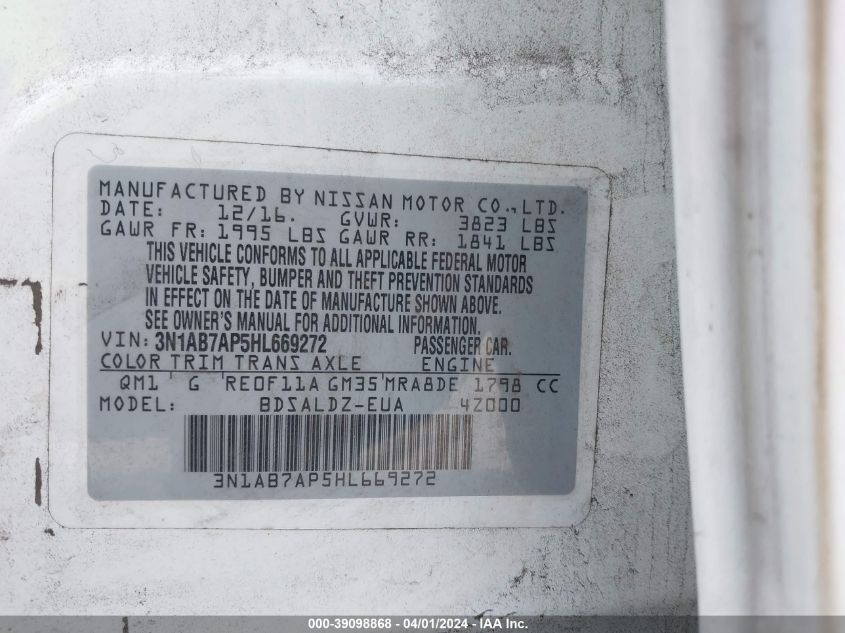 MANUFACTURED BY NISSAN MOTOR CO.,LTD.
DATE: 12/16. GVWR: 3823 LBS
GAWR FR: 1995 LBS GAWR RR: 1841 LBS
THIS VEHICLE CONFORMS TO ALL APPLICABLE FEDERAL MOTOR
VEHICLE SAFETY, BUMPER AND THEFT PREVENTION STANDARDS
IN EFFECT ON THE DATE OF MANUFACTURE SHOWN ABOVE.
SEE OWNER'S MANUAL FOR ADDITIONAL INFORMATION.
VIN: 3N1AB7AP5HL669272 PASSENGER CAR.
COLOR TRIM TRANS AXLE ENGINE
QM1 G RE0F11A GM35 MRA8DE 1798 CC
MODEL: BDSALDZ-EUA 4Z000
3N1AB7AP5HL669272
000-39098868 - 04/01/2024 - IAA Inc.